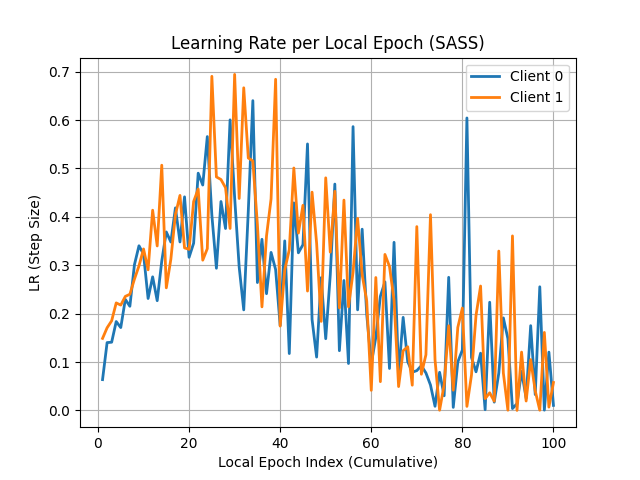 Learning Rate per Local Epoch (SASS)
Client 0
Client 1
0.7
0.6
0.5
0.4
0.3
0.2
0.1
0.0
LR (Step Size)
0 20 40 60 80 100
Local Epoch Index (Cumulative)